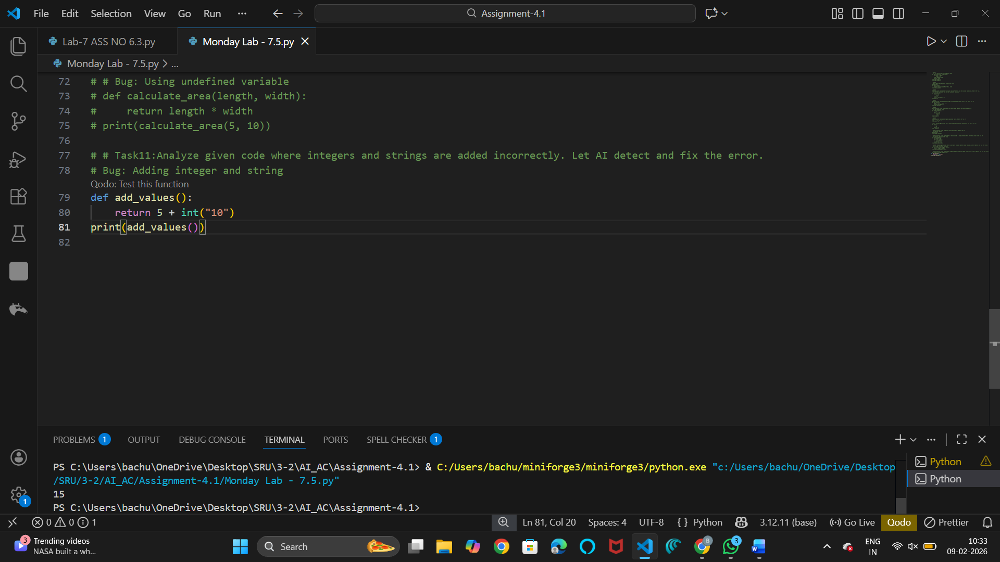 File Edit Selection View Go Run ... Assignment-4.1
Lab-7 ASS NO 6.3.py Monday Lab - 7.5.py
Monday Lab - 7.5.py > ...
72 # # Bug: Using undefined variable
73 # def calculate_area(length, width):
74 #     return length * width
75 # print(calculate_area(5, 10))
76
77 # # Task11:Analyze given code where integers and strings are added incorrectly. Let AI detect and fix the error.
78 # Bug: Adding integer and string
Qodo: Test this function
79 def add_values():
80     return 5 + int("10")
81 print(add_values())
82
PROBLEMS 1 OUTPUT DEBUG CONSOLE TERMINAL PORTS SPELL CHECKER 1
PS C:\Users\bachu\OneDrive\Desktop\SRU\3-2\AI_AC\Assignment-4.1> & C:/Users/bachu/miniforge3/miniforge3/python.exe "c:/Users/bachu/OneDrive/Desktop
/SRU/3-2/AI_AC/Assignment-4.1/Monday Lab - 7.5.py"
15
PS C:\Users\bachu\OneDrive\Desktop\SRU\3-2\AI_AC\Assignment-4.1>
Python
Python
1
0 0 1 Ln 81, Col 20 Spaces: 4 UTF-8 { } Python 3.12.11 (base) Go Live Qodo Prettier
3 Trending videos
NASA built a wh...
Search
B
3
W
ENG
IN
10:33
09-02-2026